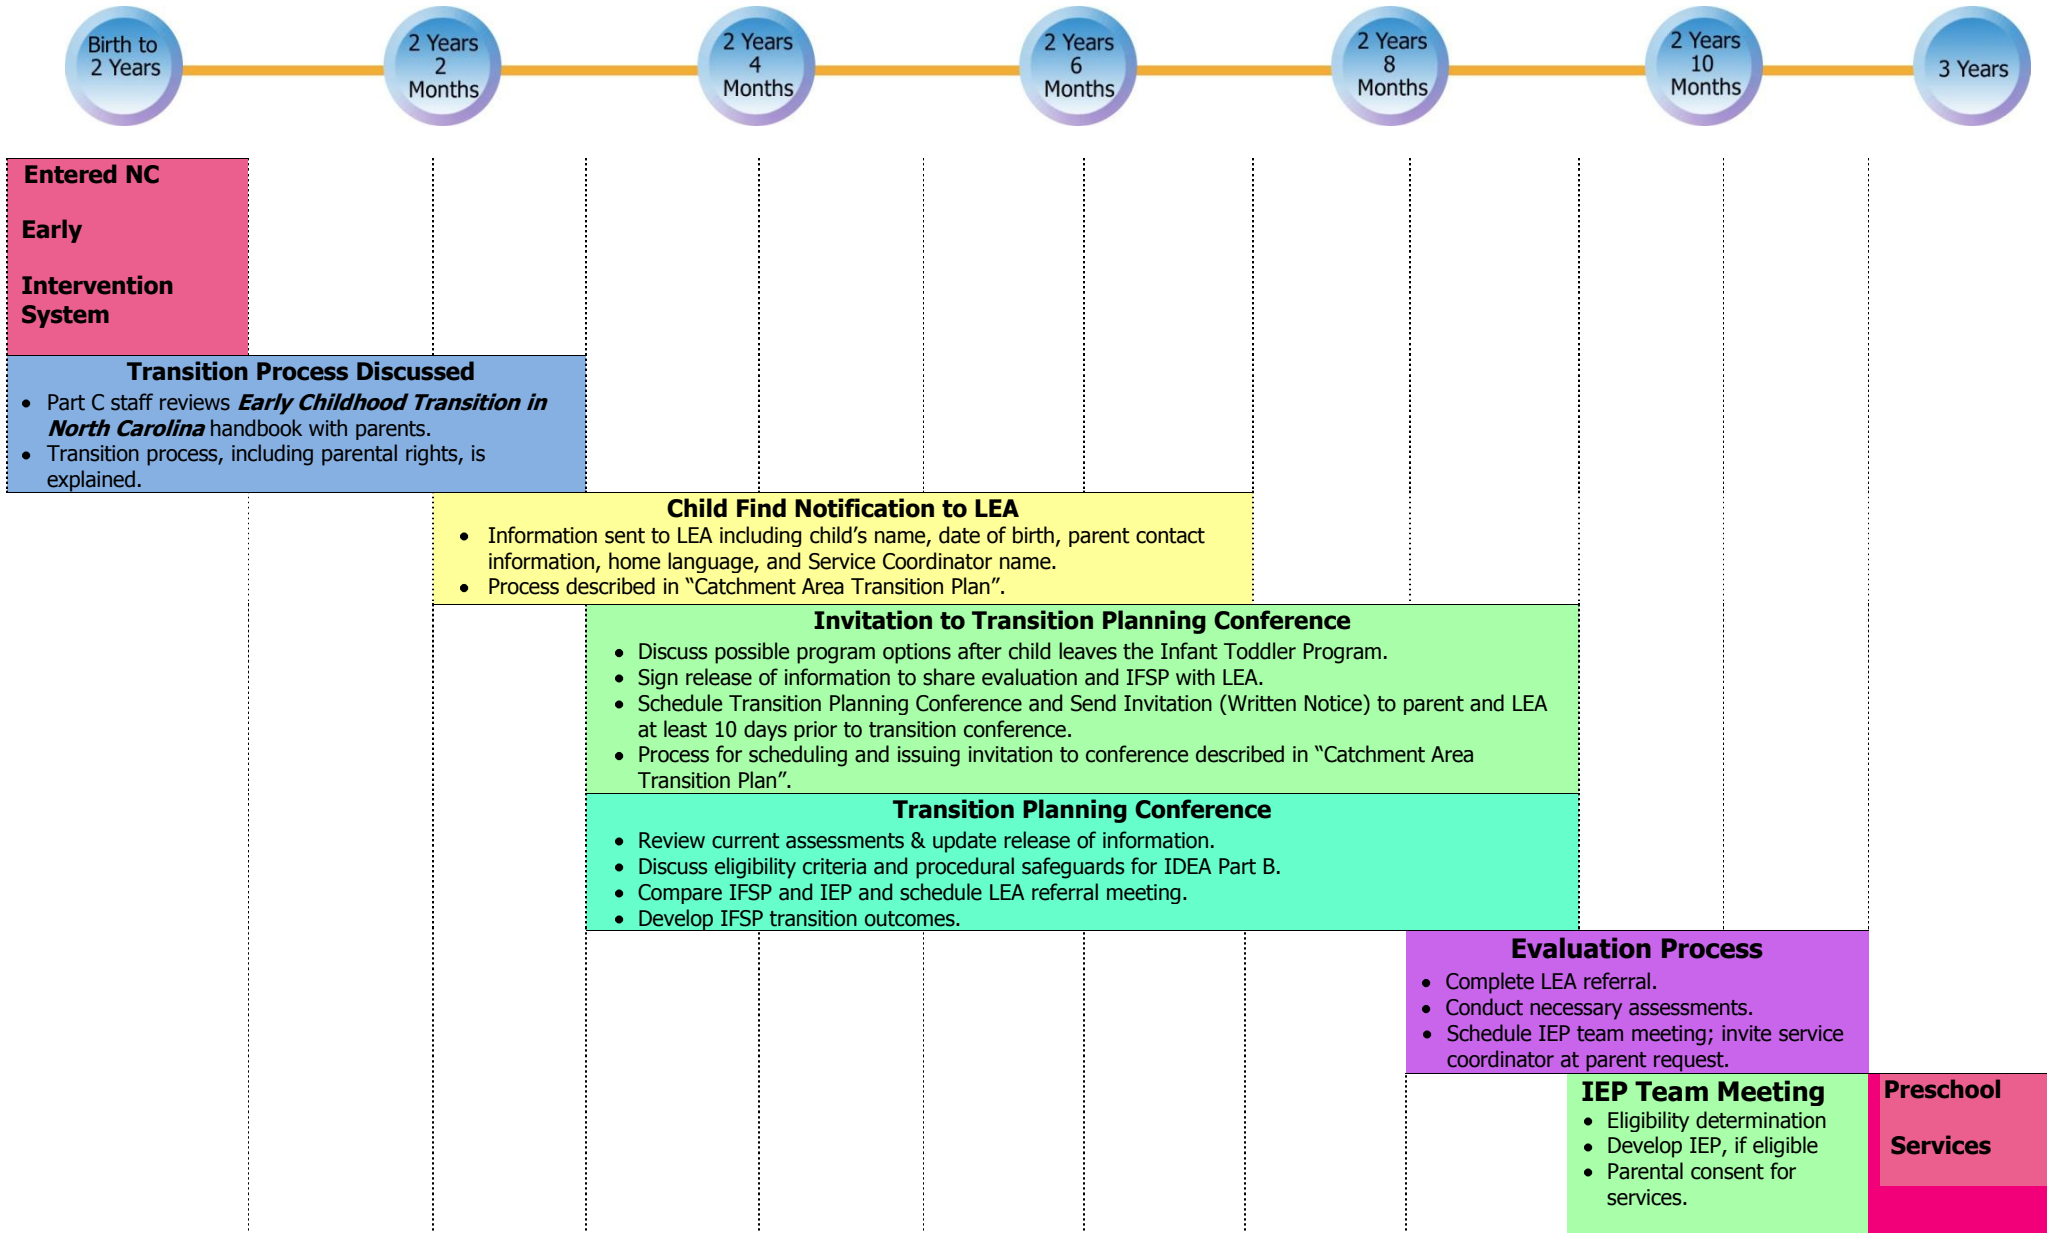 Birth to
2 Years
2 Years
2
Months
2 Years
4
Months
2 Years
6
Months
2 Years
8
Months
2 Years
10
Months
3 Years
Entered NC
Early
Intervention
System
Transition Process Discussed
• Part C staff reviews Early Childhood Transition in
North Carolina handbook with parents.
• Transition process, including parental rights, is
explained.
Child Find Notification to LEA
• Information sent to LEA including child’s name, date of birth, parent contact
information, home language, and Service Coordinator name.
• Process described in “Catchment Area Transition Plan”.
Invitation to Transition Planning Conference
• Discuss possible program options after child leaves the Infant Toddler Program.
• Sign release of information to share evaluation and IFSP with LEA.
• Schedule Transition Planning Conference and Send Invitation (Written Notice) to parent and LEA
at least 10 days prior to transition conference.
• Process for scheduling and issuing invitation to conference described in “Catchment Area
Transition Plan”.
Transition Planning Conference
• Review current assessments & update release of information.
• Discuss eligibility criteria and procedural safeguards for IDEA Part B.
• Compare IFSP and IEP and schedule LEA referral meeting.
• Develop IFSP transition outcomes.
Evaluation Process
• Complete LEA referral.
• Conduct necessary assessments.
• Schedule IEP team meeting; invite service
coordinator at parent request.
IEP Team Meeting
• Eligibility determination
• Develop IEP, if eligible
• Parental consent for
services.
Preschool
Services